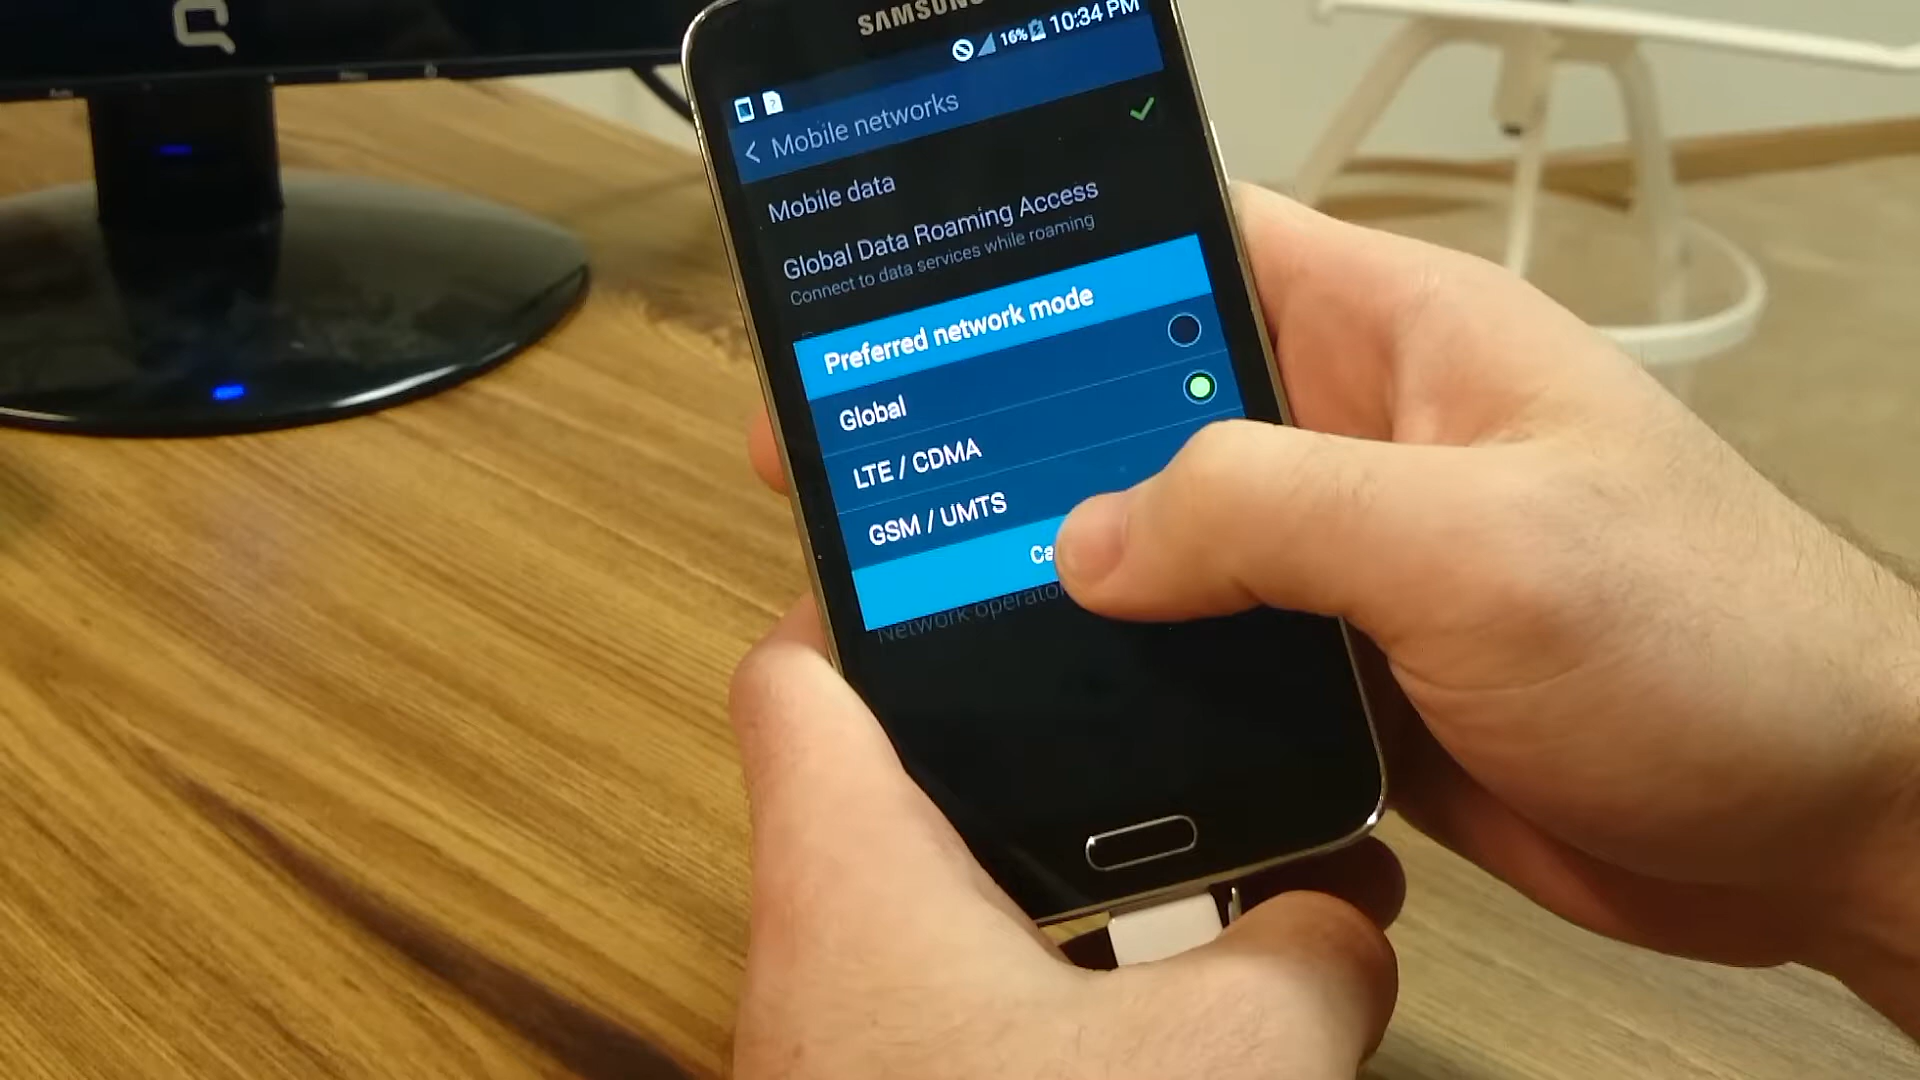 SAMSUNG
16% 10:34 PM
Mobile networks
Mobile data
Global Data Roaming Access
Connect to data services while roaming
Preferred network mode
Global
LTE / CDMA
GSM / UMTS
Network